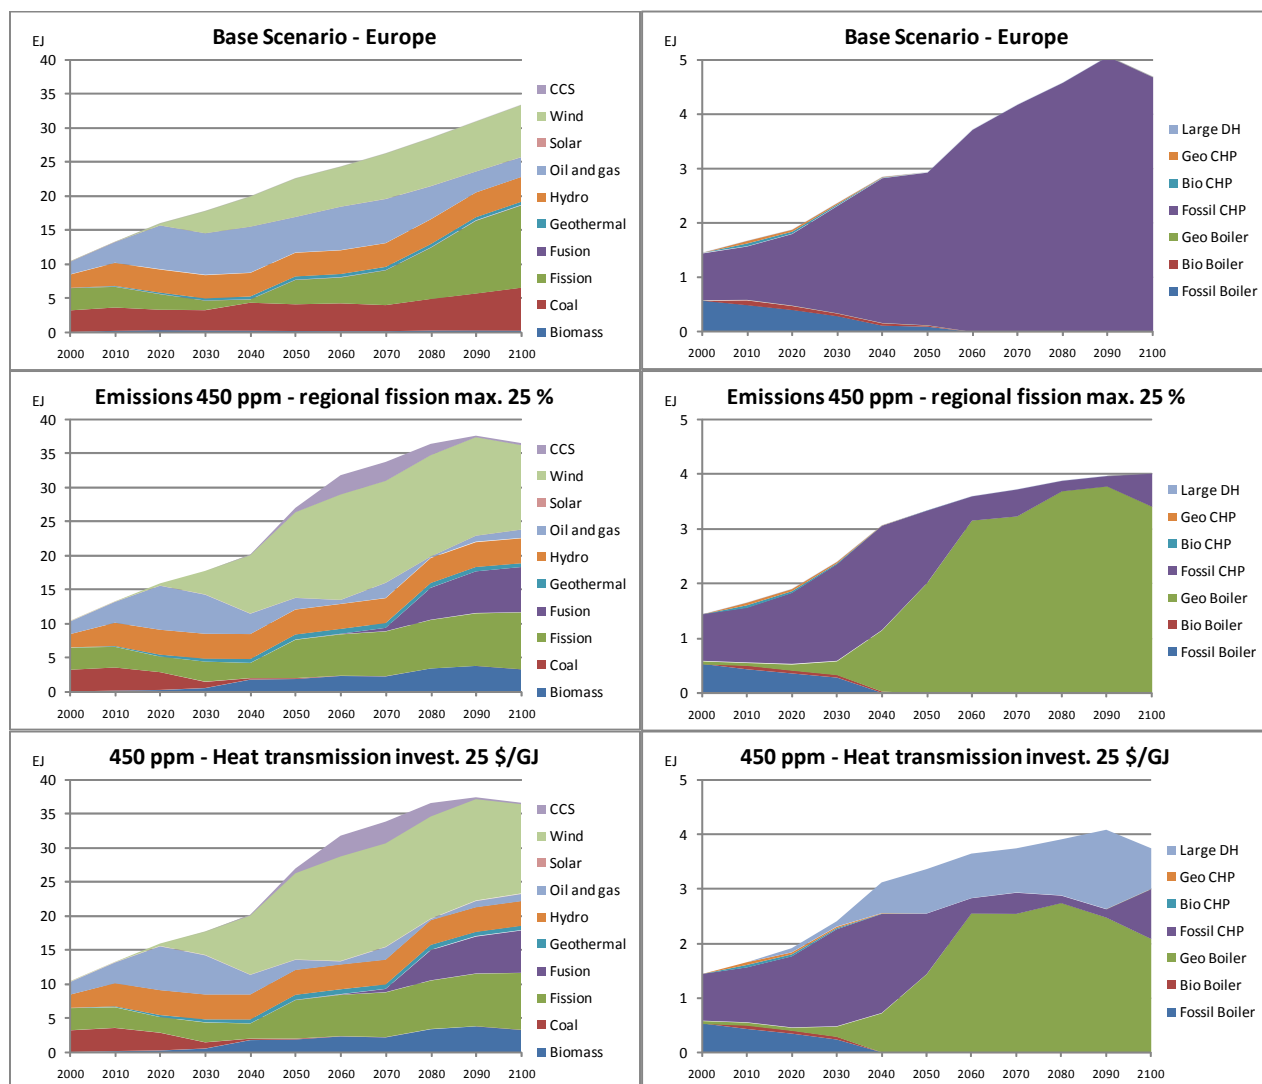 Base Scenario - Europe
EJ
40
35
30
25
20
15
10
5
0
2000 2010 2020 2030 2040 2050 2060 2070 2080 2090 2100
CCS
Wind
Solar
Oil and gas
Hydro
Geothermal
Fusion
Fission
Coal
Biomass
Base Scenario - Europe
EJ
5
4
3
2
1
0
2000 2010 2020 2030 2040 2050 2060 2070 2080 2090 2100
Large DH
Geo CHP
Bio CHP
Fossil CHP
Geo Boiler
Bio Boiler
Fossil Boiler
Emissions 450 ppm - regional fission max. 25 %
EJ
40
35
30
25
20
15
10
5
0
2000 2010 2020 2030 2040 2050 2060 2070 2080 2090 2100
CCS
Wind
Solar
Oil and gas
Hydro
Geothermal
Fusion
Fission
Coal
Biomass
Emissions 450 ppm - regional fission max. 25 %
EJ
5
4
3
2
1
0
2000 2010 2020 2030 2040 2050 2060 2070 2080 2090 2100
Large DH
Geo CHP
Bio CHP
Fossil CHP
Geo Boiler
Bio Boiler
Fossil Boiler
450 ppm - Heat transmission invest. 25 $/GJ
EJ
40
35
30
25
20
15
10
5
0
2000 2010 2020 2030 2040 2050 2060 2070 2080 2090 2100
CCS
Wind
Solar
Oil and gas
Hydro
Geothermal
Fusion
Fission
Coal
Biomass
450 ppm - Heat transmission invest. 25 $/GJ
EJ
5
4
3
2
1
0
2000 2010 2020 2030 2040 2050 2060 2070 2080 2090 2100
Large DH
Geo CHP
Bio CHP
Fossil CHP
Geo Boiler
Bio Boiler
Fossil Boiler